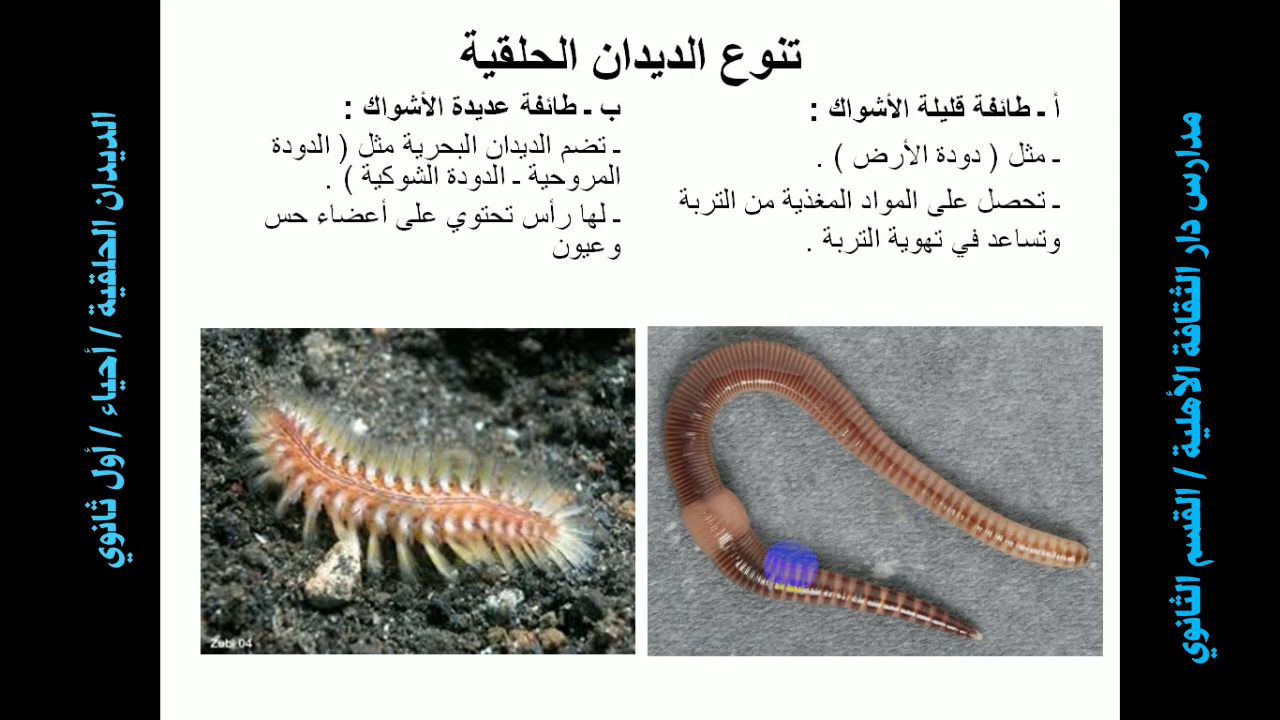 تنوع الديدان الحلقية
أ ـ طائفة قليلة الأشواك :
ـ مثل ( دودة الأرض ) .
ـ تحصل على المواد المغذية من التربة
وتساعد في تهوية التربة .
ب ـ طائفة عديدة الأشواك :
ـ تضم الديدان البحرية مثل ( الدودة
المروحية ـ الدودة الشوكية ) .
ـ لها رأس تحتوي على أعضاء حس
وعيون
مدارس دار الثقافة الأهلية / القسم الثانوي
الديدان الحلقية / أحياء / أول ثانوي
Zubi 04